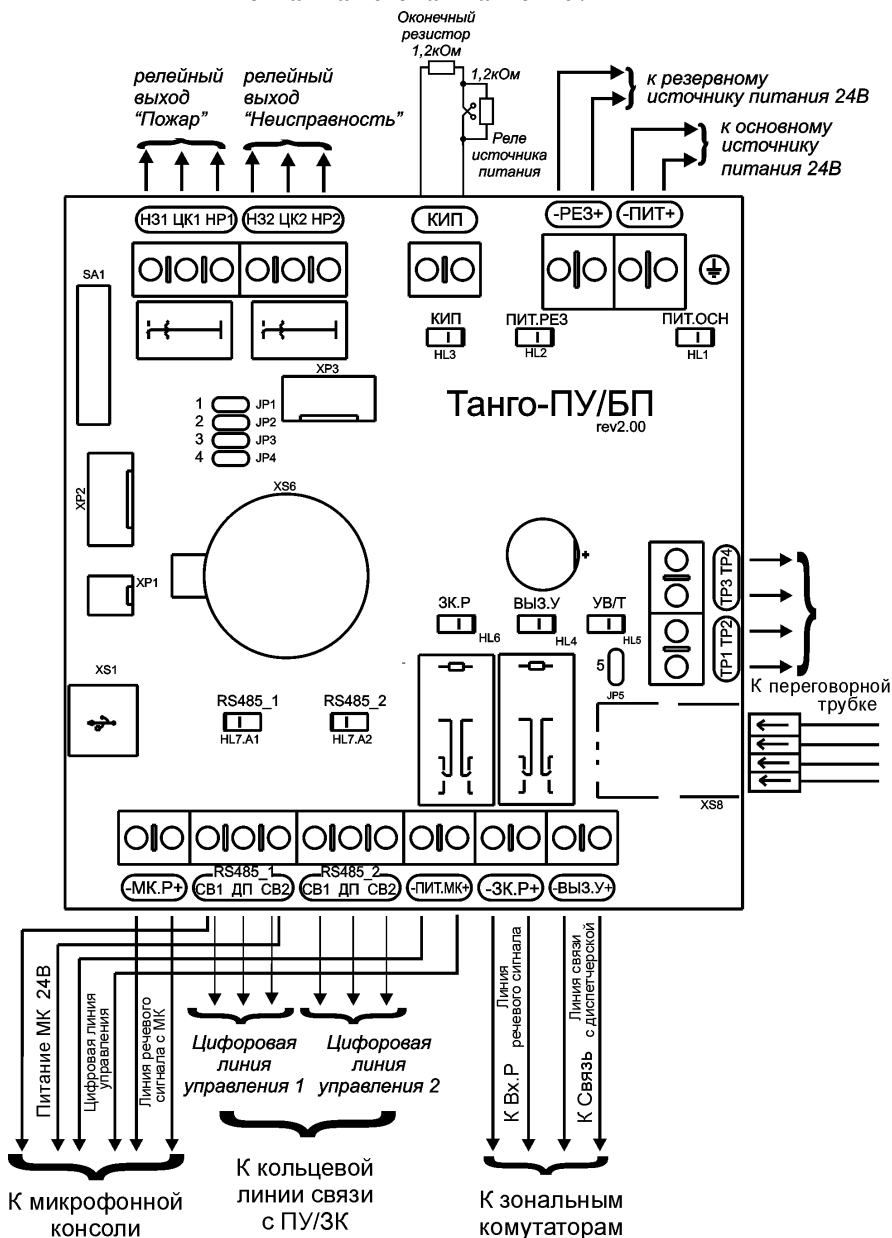 Оконечный
резистор
1,2кОм
1,2кОм
Реле
источника
питания
релейный
выход
“Пожар”
релейный
выход
“Неисправность”
к резервному
источнику питания 24В
к основному
источнику
питания 24В
НЗ1 ЦК1 НР1
НЗ2 ЦК2 НР2
КИП
-РЕЗ+
-ПИТ+
SA1
КИП
HL3
ПИТ.РЕЗ
HL2
ПИТ.ОСН
HL1
XP3
1 JP1
2 JP2
3 JP3
4 JP4
Танго-ПУ/БП
rev2.00
XP2
XS6
+
XP1
ЗК.Р
HL6
ВЫЗ.У
HL4
УВ/Т
HL5
ТР3 ТР4
ТР1 ТР2
5
JP5
К переговорной
трубке
XS1
RS485_1
HL7.A1
RS485_2
HL7.A2
XS8
-МК.Р+
RS485_1
СВ1 ДП СВ2
RS485_2
СВ1 ДП СВ2
-ПИТ.МК+
-ЗК.Р+
-ВЫЗ.У+
Питание МК 24В
Цифровая линия
управления
Линия речевого
сигнала с МК
Цифоровая
линия
управления 1
Цифоровая
линия
управления 2
К Вх.Р
Линия
речевого сигнала
К Связь
Линия связи
с диспетчерской
К микрофонной
консоли
К кольцевой
линии связи
с ПУ/ЗК
К зональным
комутаторам